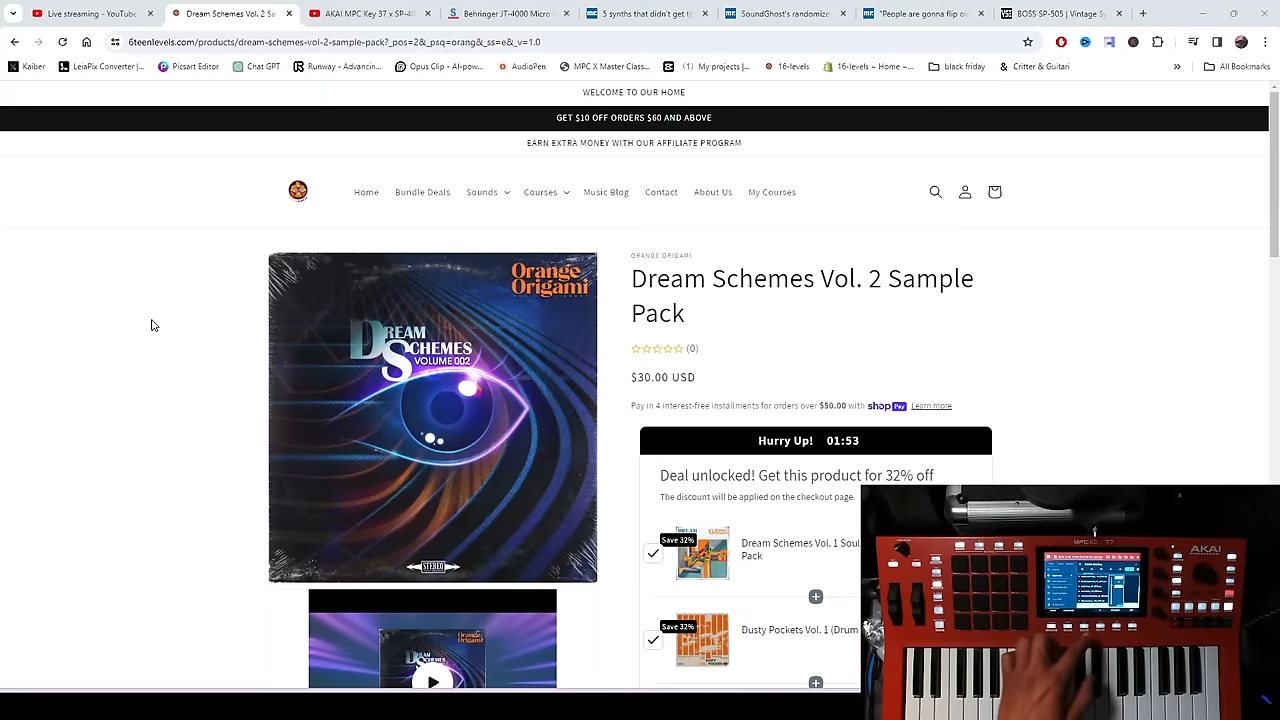 Live streaming - YouTube
Dream Schemes Vol. 2 Sa
AKAI MPC Key 37 x SP-40
Behringer JT-4000 Micro
5 synths that didn't get t
SoundGhost's randomize
"People are gonna flip ov
BOSS SP-505 | Vintage S
6teenlevels.com/products/dream-schemes-vol-2-sample-pack?_pos=2&_psq=orang&_ss=e&_v=1.0
Kaiber
LeiaPix Converter |...
Picsart Editor
Chat GPT
Runway - Advancin...
Opus Clip - AI-pow...
AudioPen
MPC X Master Class...
(1) My projects |...
16-levels
16-levels ~ Home ~...
black friday
Critter & Guitari
All Bookmarks
WELCOME TO OUR HOME
GET $10 OFF ORDERS $60 AND ABOVE
EARN EXTRA MONEY WITH OUR AFFILIATE PROGRAM
Home
Bundle Deals
Sounds
Courses
Music Blog
Contact
About Us
My Courses
Orange
Origami
DREAM
SCHEMES
VOLUME 002
STEREO
ORANGE ORIGAMI
Dream Schemes Vol. 2 Sample
Pack
(0)
$30.00 USD
Pay in 4 interest-free installments for orders over $50.00 with shop Pay Learn more
Hurry Up! 01:53
Deal unlocked! Get this product for 32% off
The discount will be applied on the checkout page.
Save 32%
Dream Schemes Vol. 1 Soul
Pack
Save 32%
Dusty Pockets Vol. 1 (Drum
MPC KEY 37
AKAI